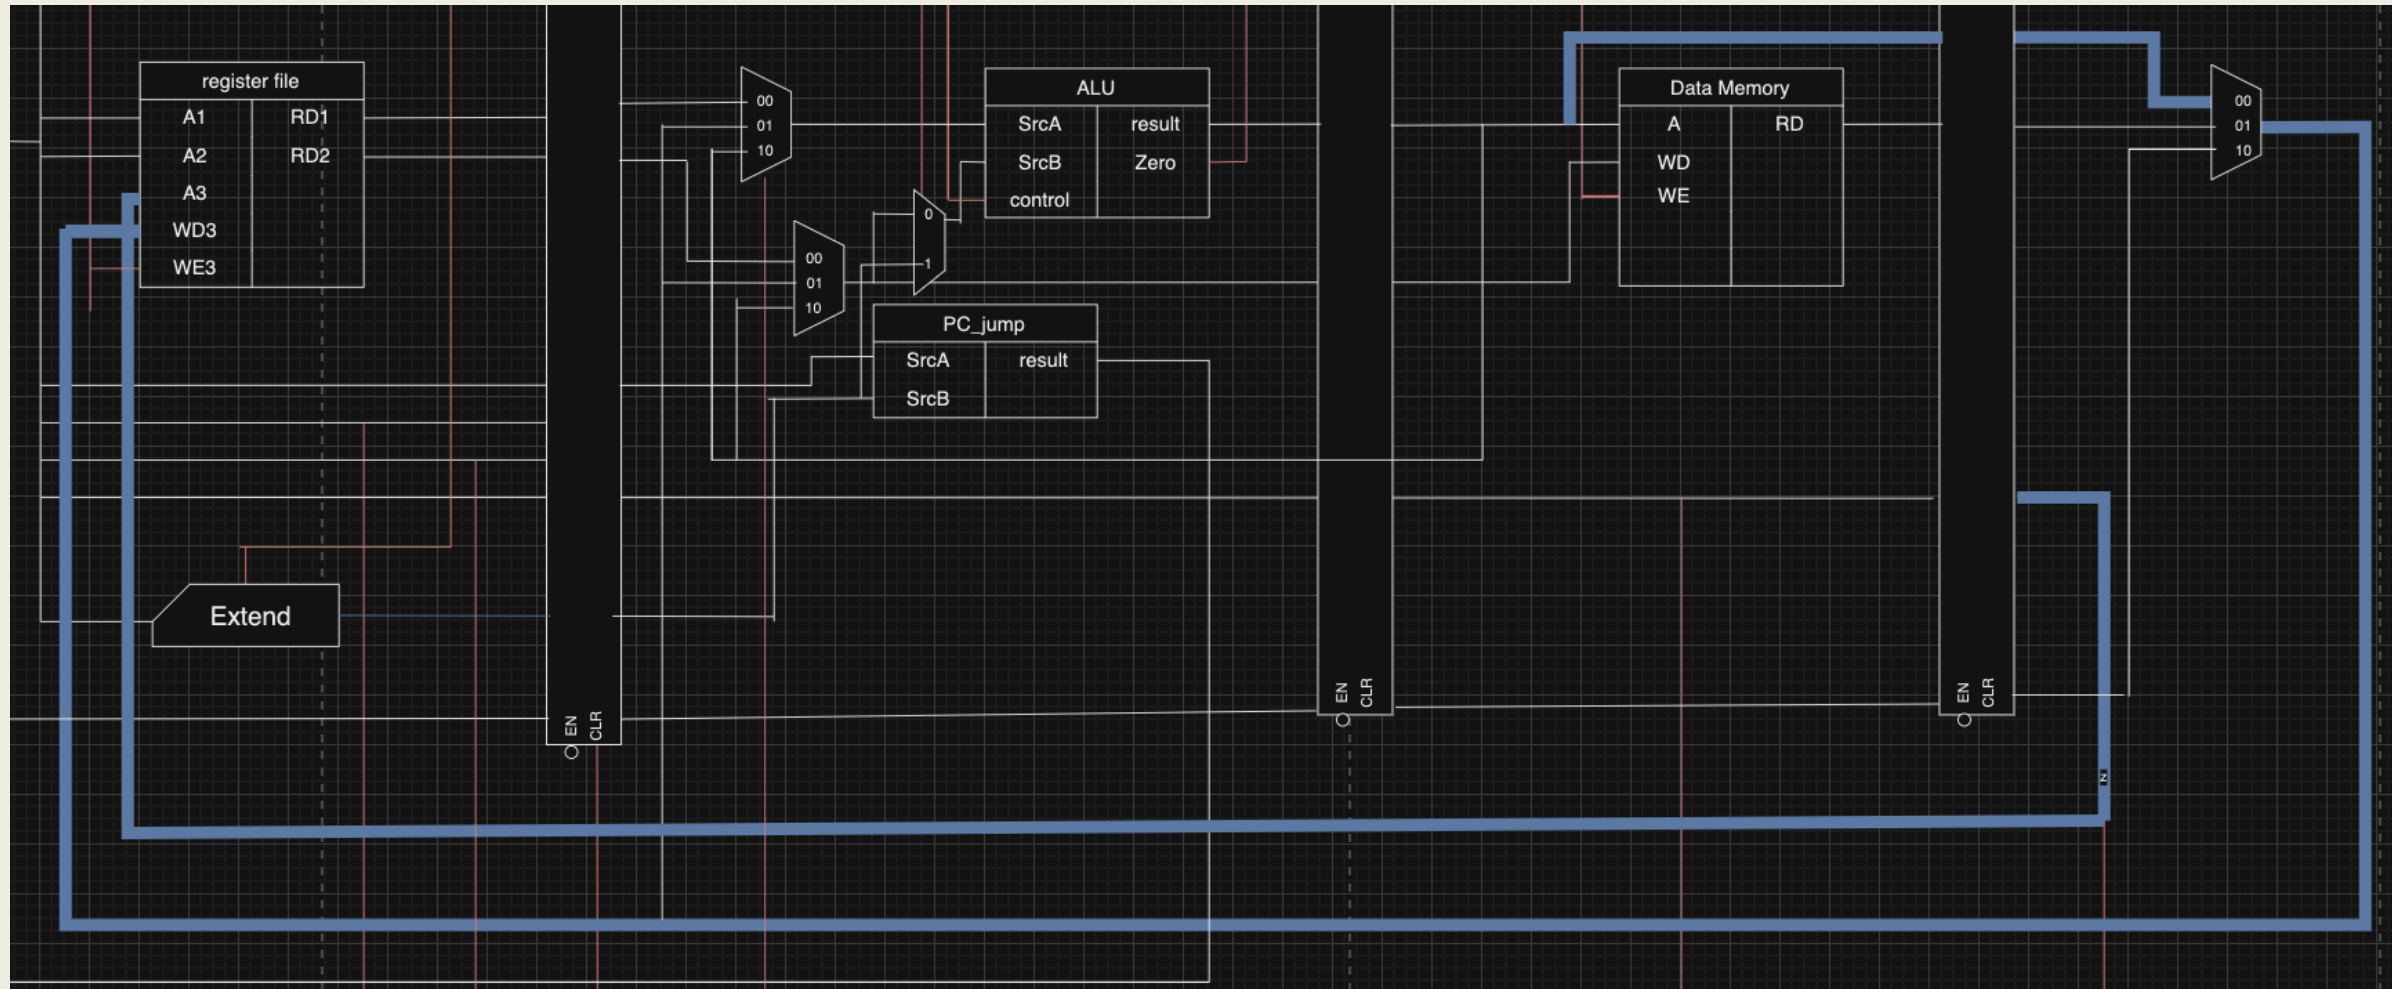 register file
A1 RD1
A2 RD2
A3
WD3
WE3
Extend
EN
CLR
00
01
10
00
01
10
0
1
ALU
SrcA result
SrcB Zero
control
PC_jump
SrcA result
SrcB
EN
CLR
Data Memory
A RD
WD
WE
EN
CLR
00
01
10
N